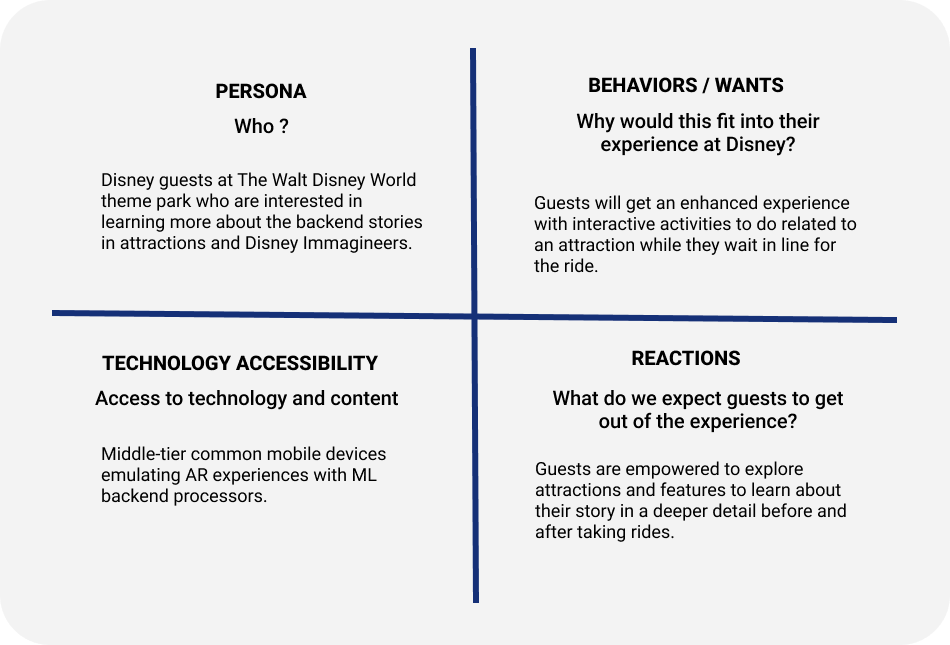 PERSONA
Who ?
Disney guests at The Walt Disney World
theme park who are interested in
learning more about the backend stories
in attractions and Disney Immagineers.
BEHAVIORS / WANTS
Why would this fit into their
experience at Disney?
Guests will get an enhanced experience
with interactive activities to do related to
an attraction while they wait in line for
the ride.
TECHNOLOGY ACCESSIBILITY
Access to technology and content
Middle-tier common mobile devices
emulating AR experiences with ML
backend processors.
REACTIONS
What do we expect guests to get
out of the experience?
Guests are empowered to explore
attractions and features to learn about
their story in a deeper detail before and
after taking rides.